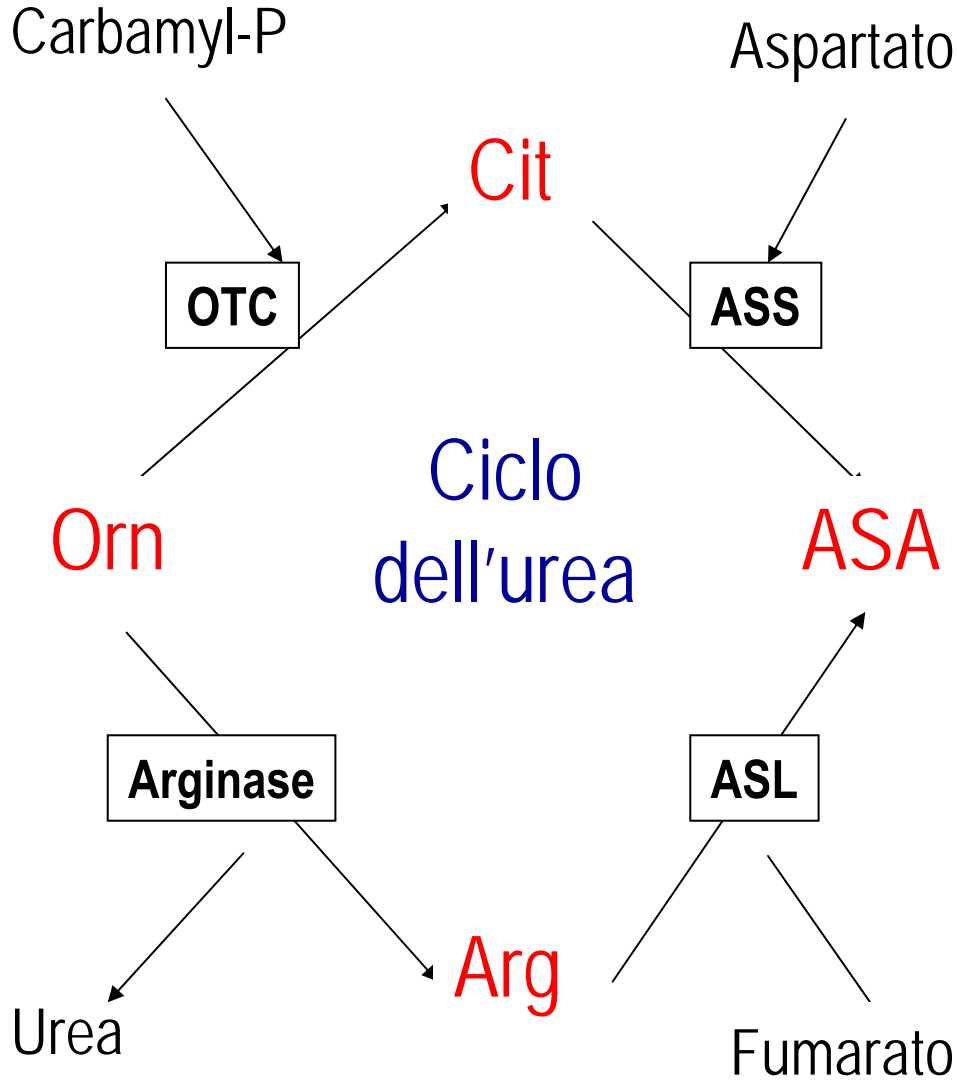 Carbamyl-P
Aspartato
Cit
OTC
ASS
Ciclo
dell'urea
Orn
ASA
Arginase
ASL
Arg
Urea
Fumarato